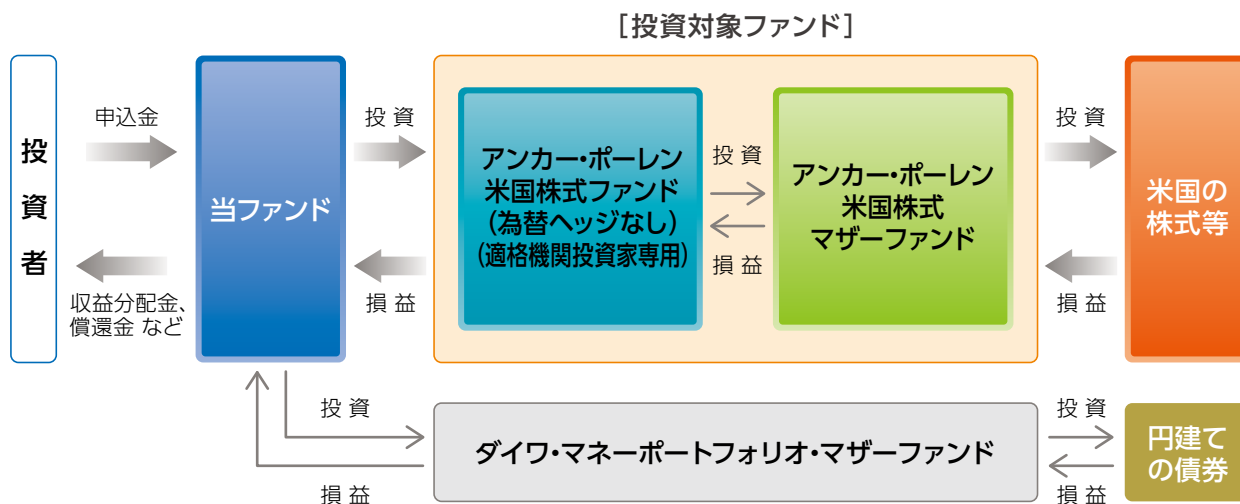 ［投資対象ファンド］
投資者
申込金
収益分配金、
償還金 など
当ファンド
投 資
損 益
アンカー・ポーレン
米国株式ファンド
（為替ヘッジなし）
（適格機関投資家専用）
投 資
損 益
アンカー・ポーレン
米国株式
マザーファンド
投 資
損 益
米国の
株式等
投 資
損 益
ダイワ・マネーポートフォリオ・マザーファンド
投 資
損 益
円建て
の債券